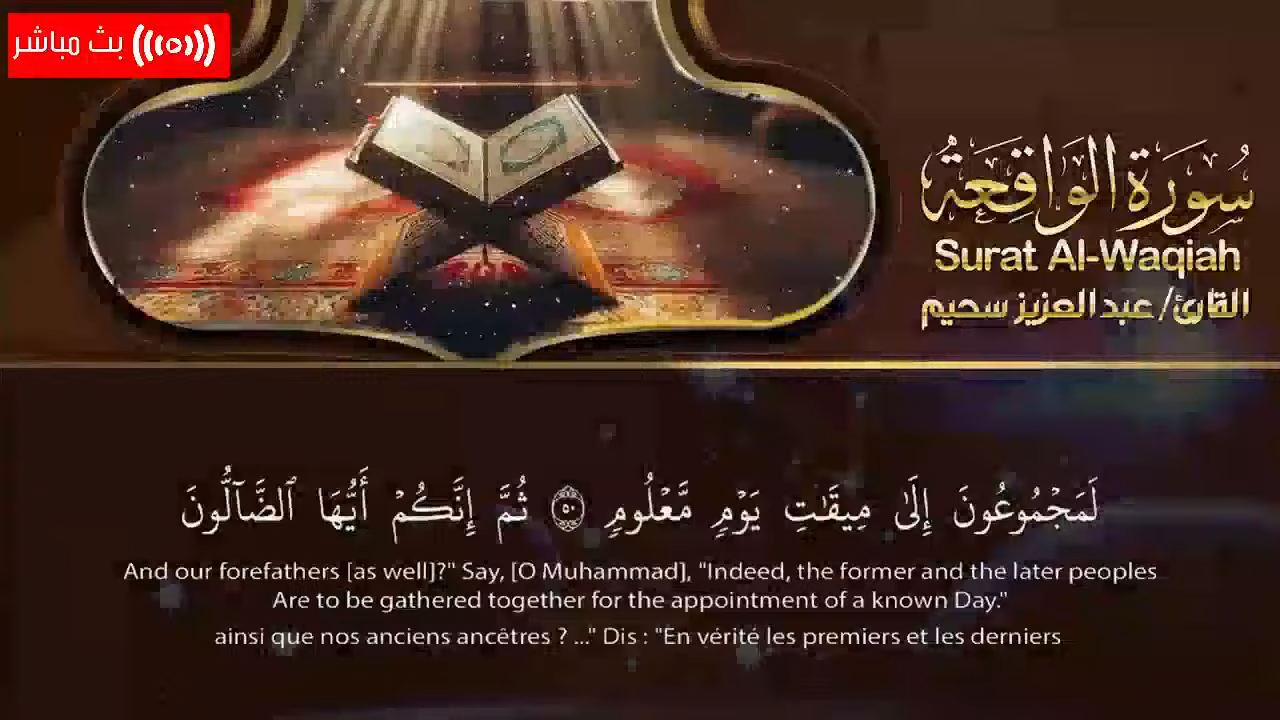 بث مباشر
سُورَةُ الوَاقِعَةُ
Surat Al-Waqiah
القارئ/ عبد العزيز سحيم
لَمَجْمُوعُونَ إِلَىٰ مِيقَٰتِ يَوْمٍ مَّعْلُومٍ ٥٠ ثُمَّ إِنَّكُمْ أَيُّهَا ٱلضَّآلُّونَ
And our forefathers [as well]?" Say, [O Muhammad], "Indeed, the former and the later peoples
Are to be gathered together for the appointment of a known Day."
ainsi que nos anciens ancêtres ? ..." Dis : "En vérité les premiers et les derniers